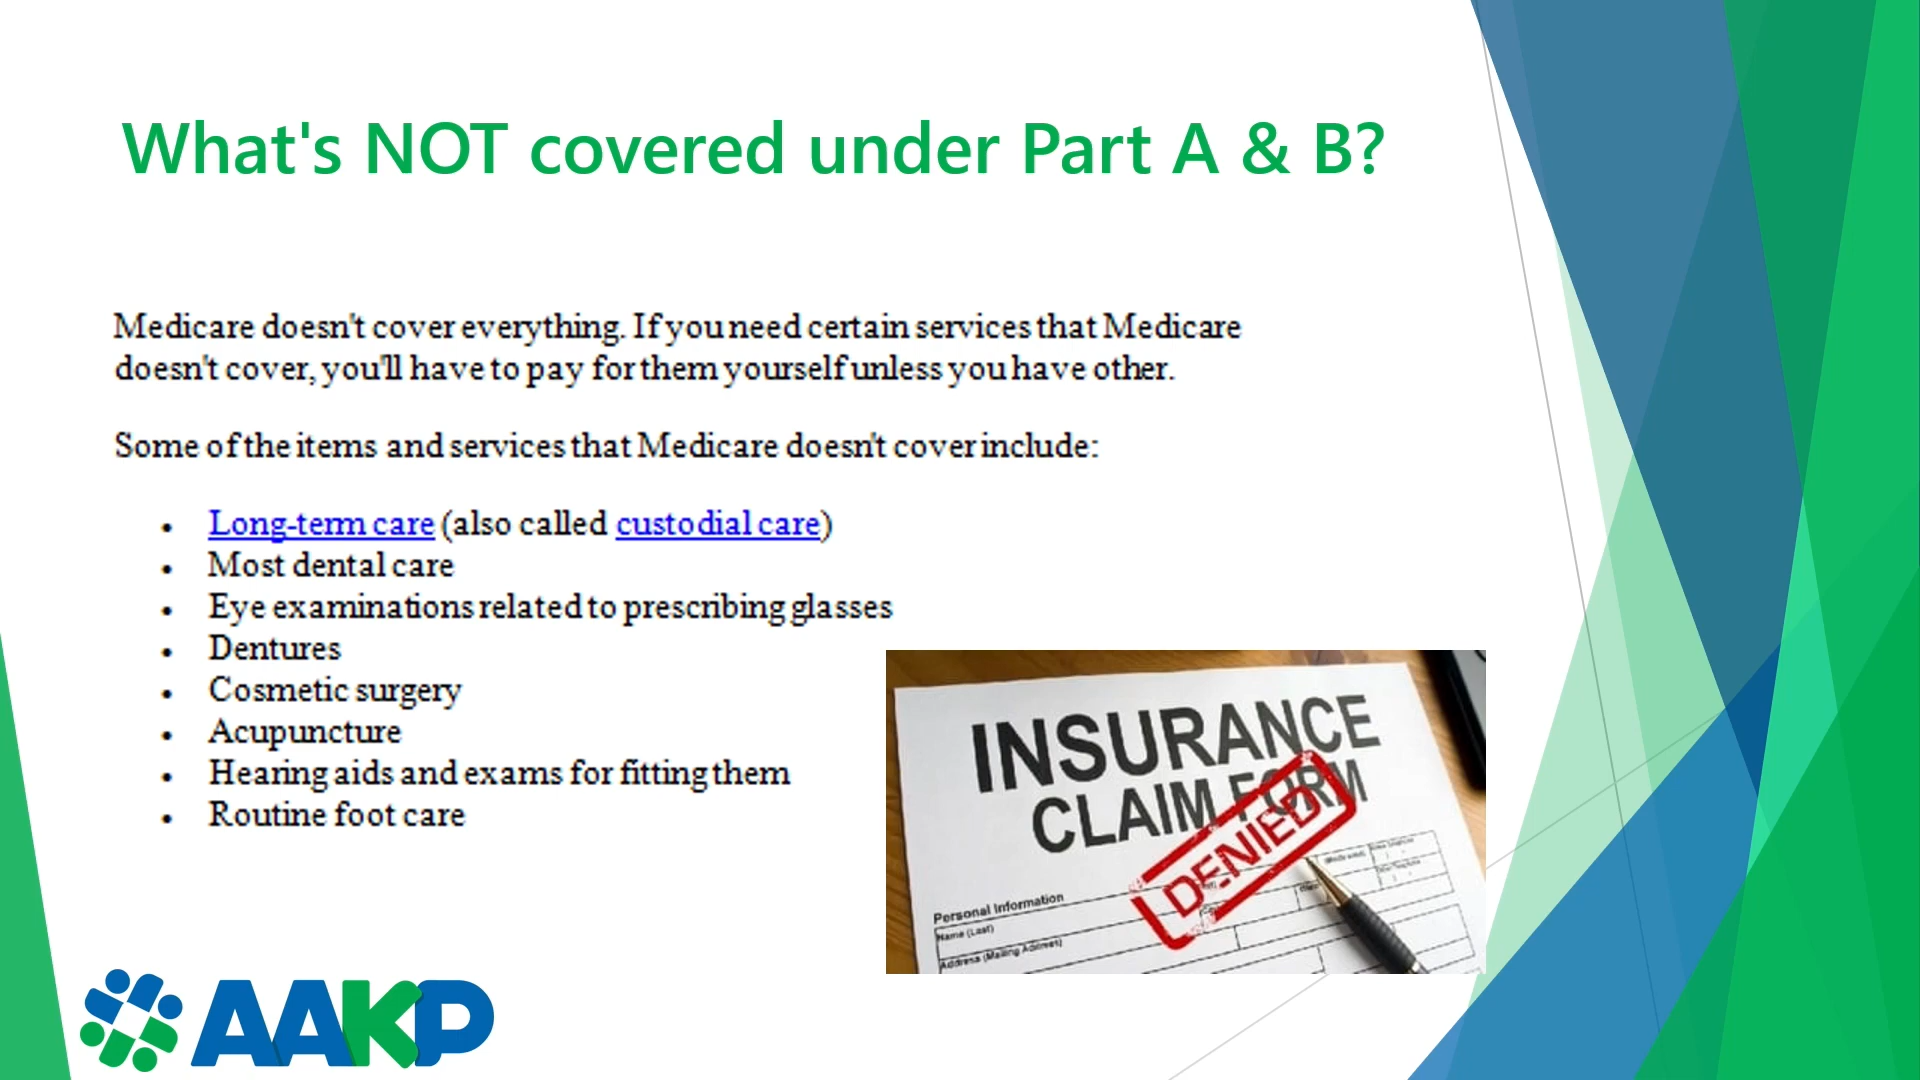 What's NOT covered under Part A & B?
Medicare doesn't cover everything. If you need certain services that Medicare
doesn't cover, you'll have to pay for them yourself unless you have other.
Some of the items and services that Medicare doesn't cover include:
• Long-term care (also called custodial care)
• Most dental care
• Eye examinations related to prescribing glasses
• Dentures
• Cosmetic surgery
• Acupuncture
• Hearing aids and exams for fitting them
• Routine foot care
INSURANCE
CLAIM FORM
DENIED
Personal Information
Name (Last)
Address (Mailing Address)
AAKP